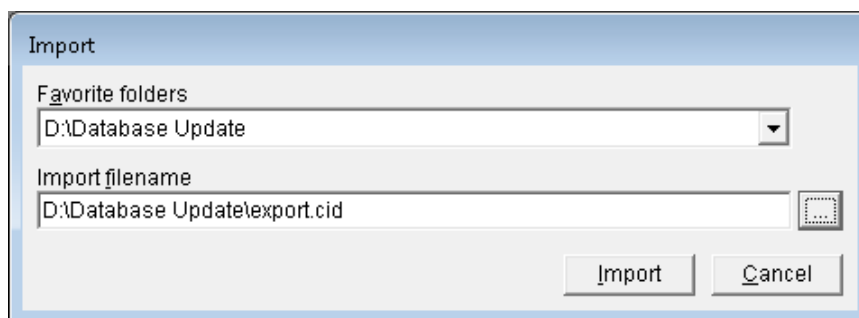 Import
Favorite folders
D:\Database Update
Import filename
D:\Database Update\export.cid
...
Import Cancel